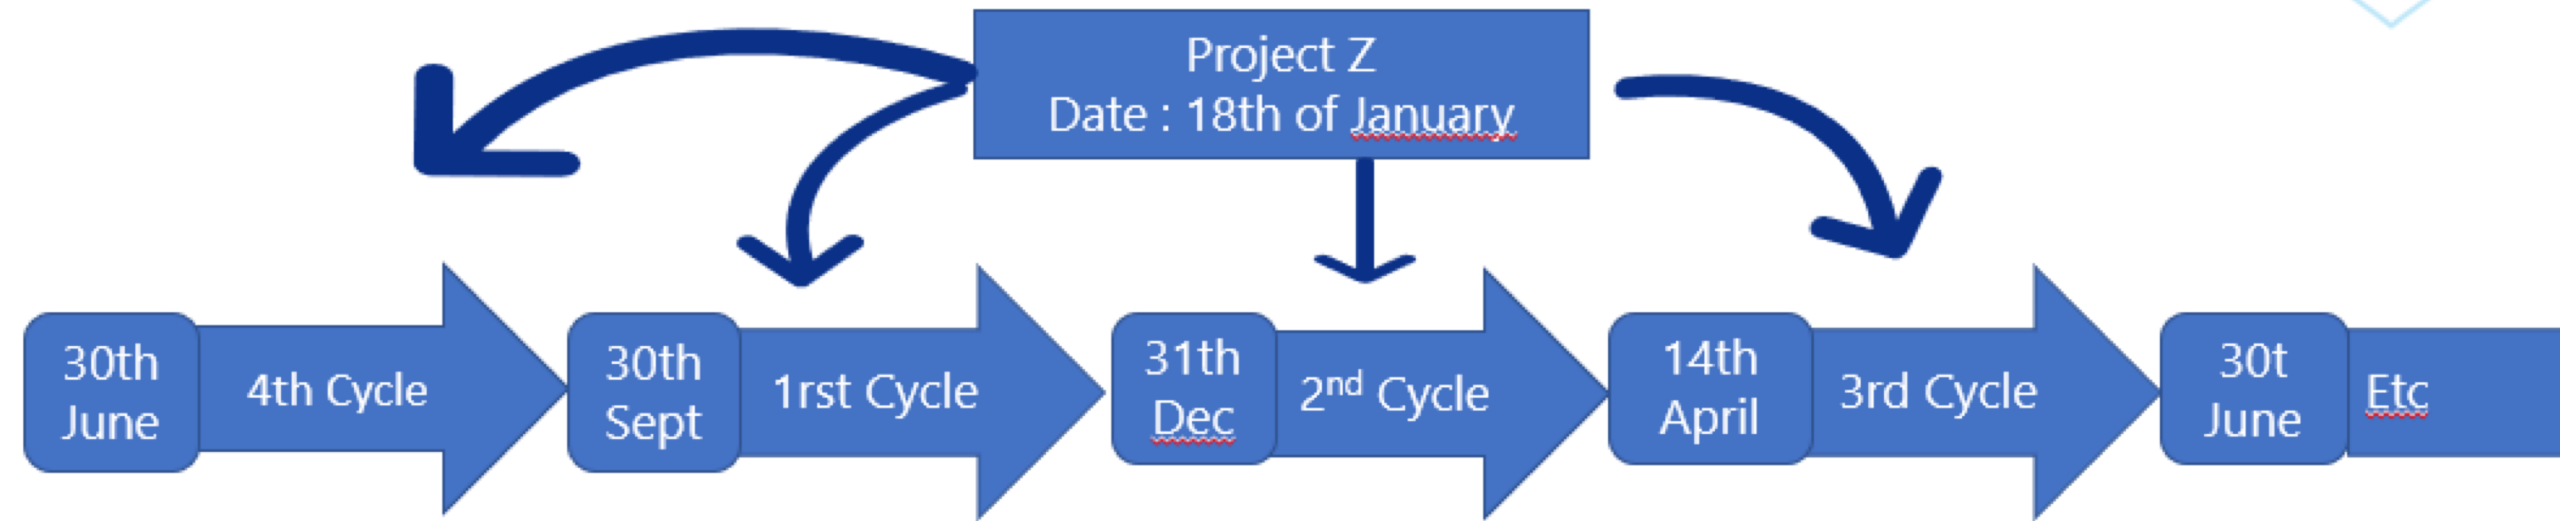 Project Z
Date : 18th of January
30th
June
4th Cycle
30th
Sept
1rst Cycle
31th
Dec
2nd Cycle
14th
April
3rd Cycle
30t
June
Etc